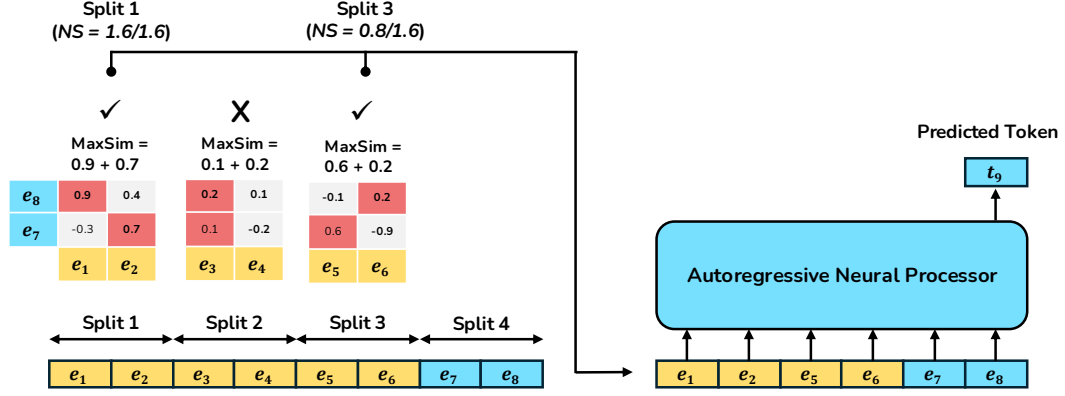 Split 1
(NS = 1.6/1.6)
Split 3
(NS = 0.8/1.6)
✓
X
✓
MaxSim =
0.9 + 0.7
MaxSim =
0.1 + 0.2
MaxSim =
0.6 + 0.2
e₈ 0.9 0.4
e₇ -0.3 0.7
e₁ e₂
0.2 0.1
0.1 -0.2
e₃ e₄
-0.1 0.2
0.6 -0.9
e₅ e₆
Split 1 Split 2 Split 3 Split 4
e₁ e₂ e₃ e₄ e₅ e₆ e₇ e₈
Predicted Token
t₉
Autoregressive Neural Processor
e₁ e₂ e₅ e₆ e₇ e₈